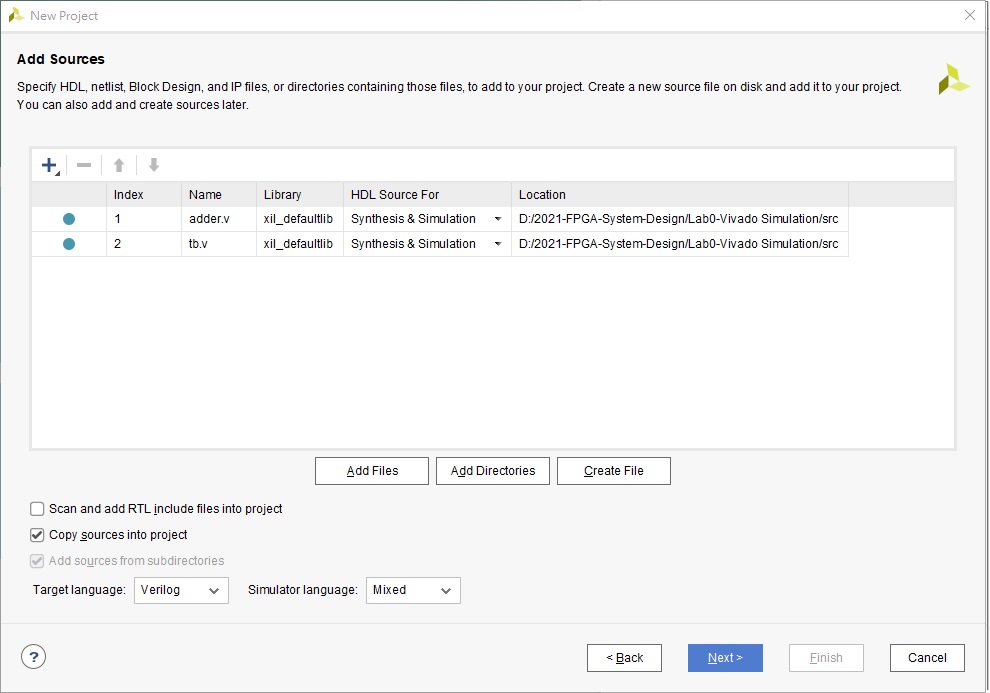 New Project
Add Sources
Specify HDL, netlist, Block Design, and IP files, or directories containing those files, to add to your project. Create a new source file on disk and add it to your project.
You can also add and create sources later.
Index Name Library HDL Source For Location
1 adder.v xil_defaultlib Synthesis & Simulation D:/2021-FPGA-System-Design/Lab0-Vivado Simulation/src
2 tb.v xil_defaultlib Synthesis & Simulation D:/2021-FPGA-System-Design/Lab0-Vivado Simulation/src
Add Files Add Directories Create File
Scan and add RTL include files into project
Copy sources into project
Add sources from subdirectories
Target language: Verilog Simulator language: Mixed
? < Back Next > Finish Cancel